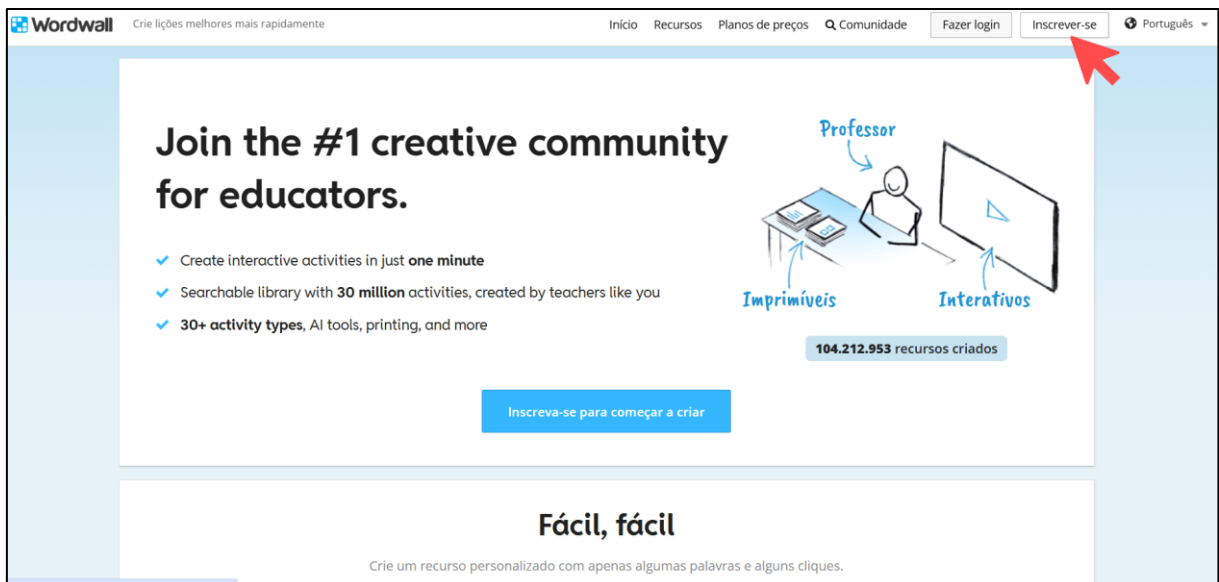 Wordwall
Crie lições melhores mais rapidamente
Início
Recursos
Planos de preços
Comunidade
Fazer login
Inscrever-se
Português
Join the #1 creative community
for educators.
Create interactive activities in just one minute
Searchable library with 30 million activities, created by teachers like you
30+ activity types, AI tools, printing, and more
Professor
Imprimíveis
Interativos
104.212.953 recursos criados
Inscreva-se para começar a criar
Fácil, fácil
Crie um recurso personalizado com apenas algumas palavras e alguns cliques.